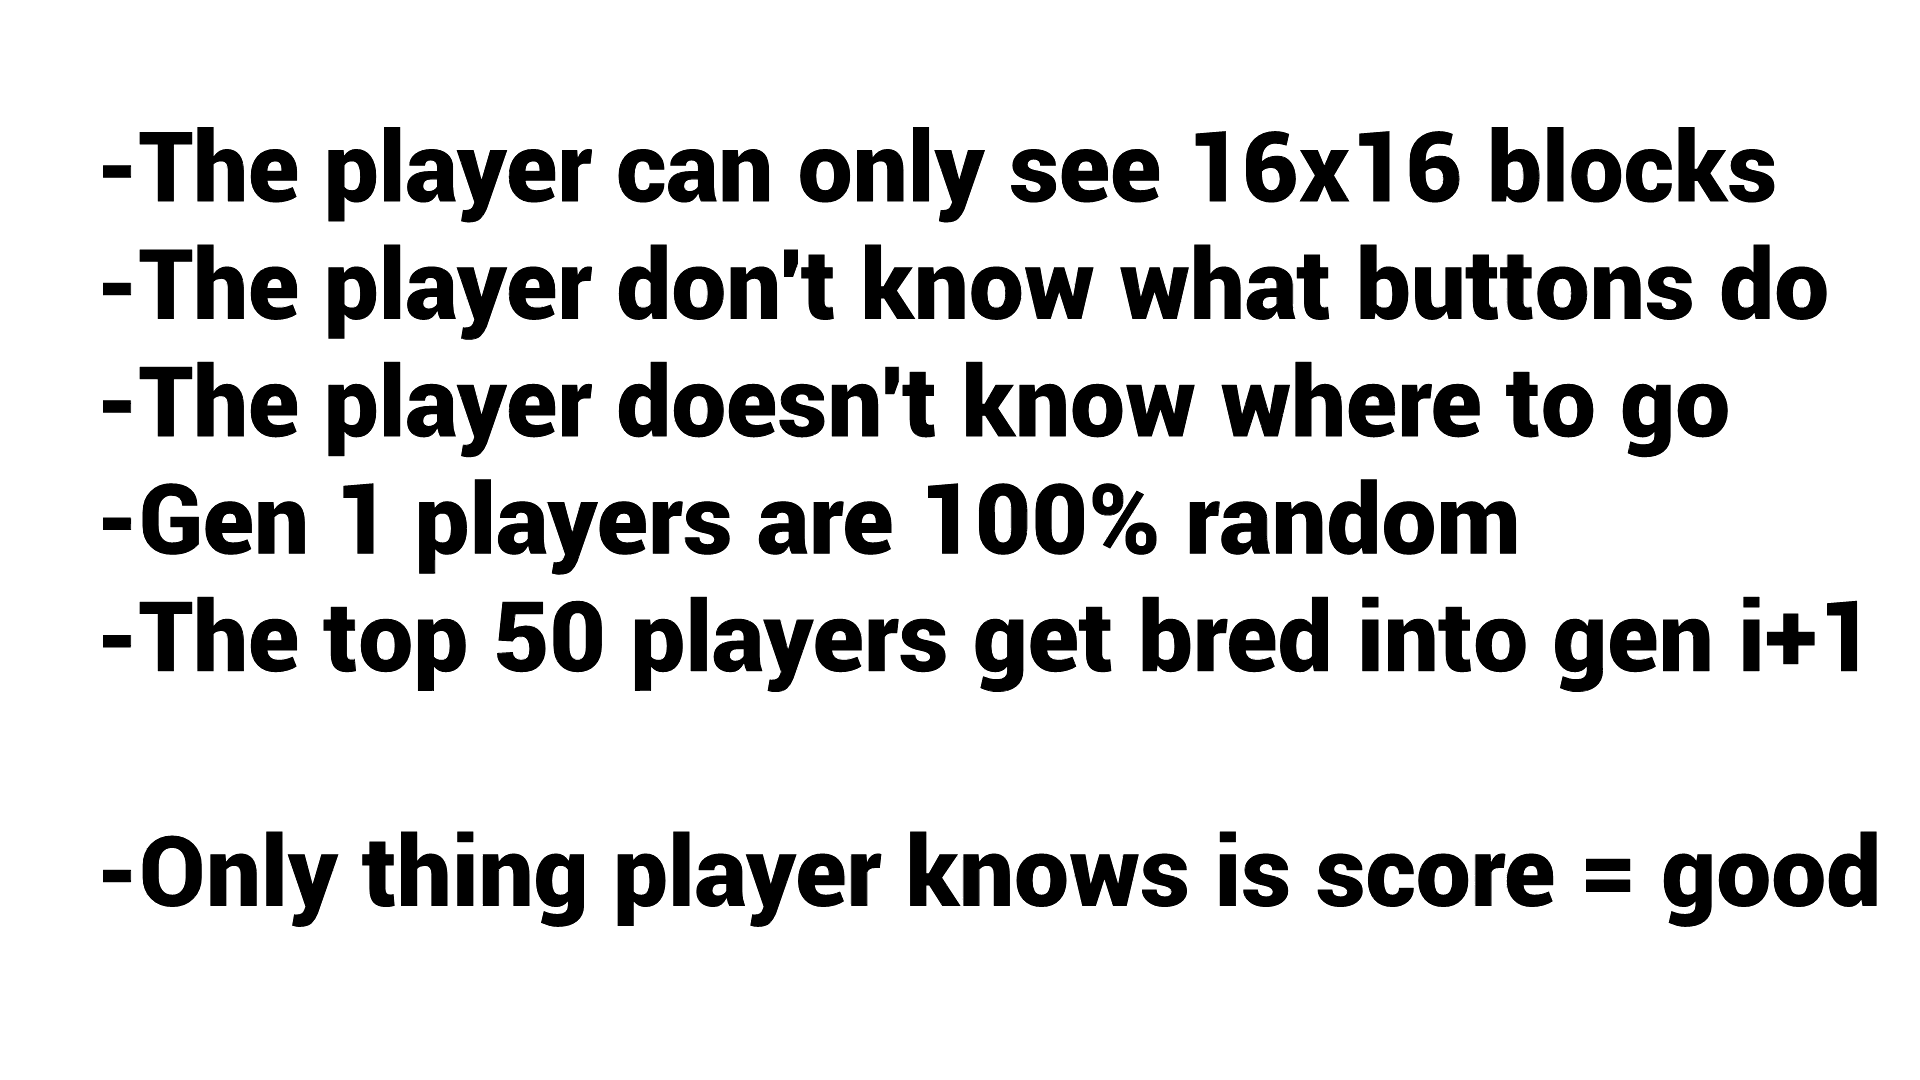 -The player can only see 16x16 blocks
-The player don't know what buttons do
-The player doesn't know where to go
-Gen 1 players are 100% random
-The top 50 players get bred into gen i+1
-Only thing player knows is score = good